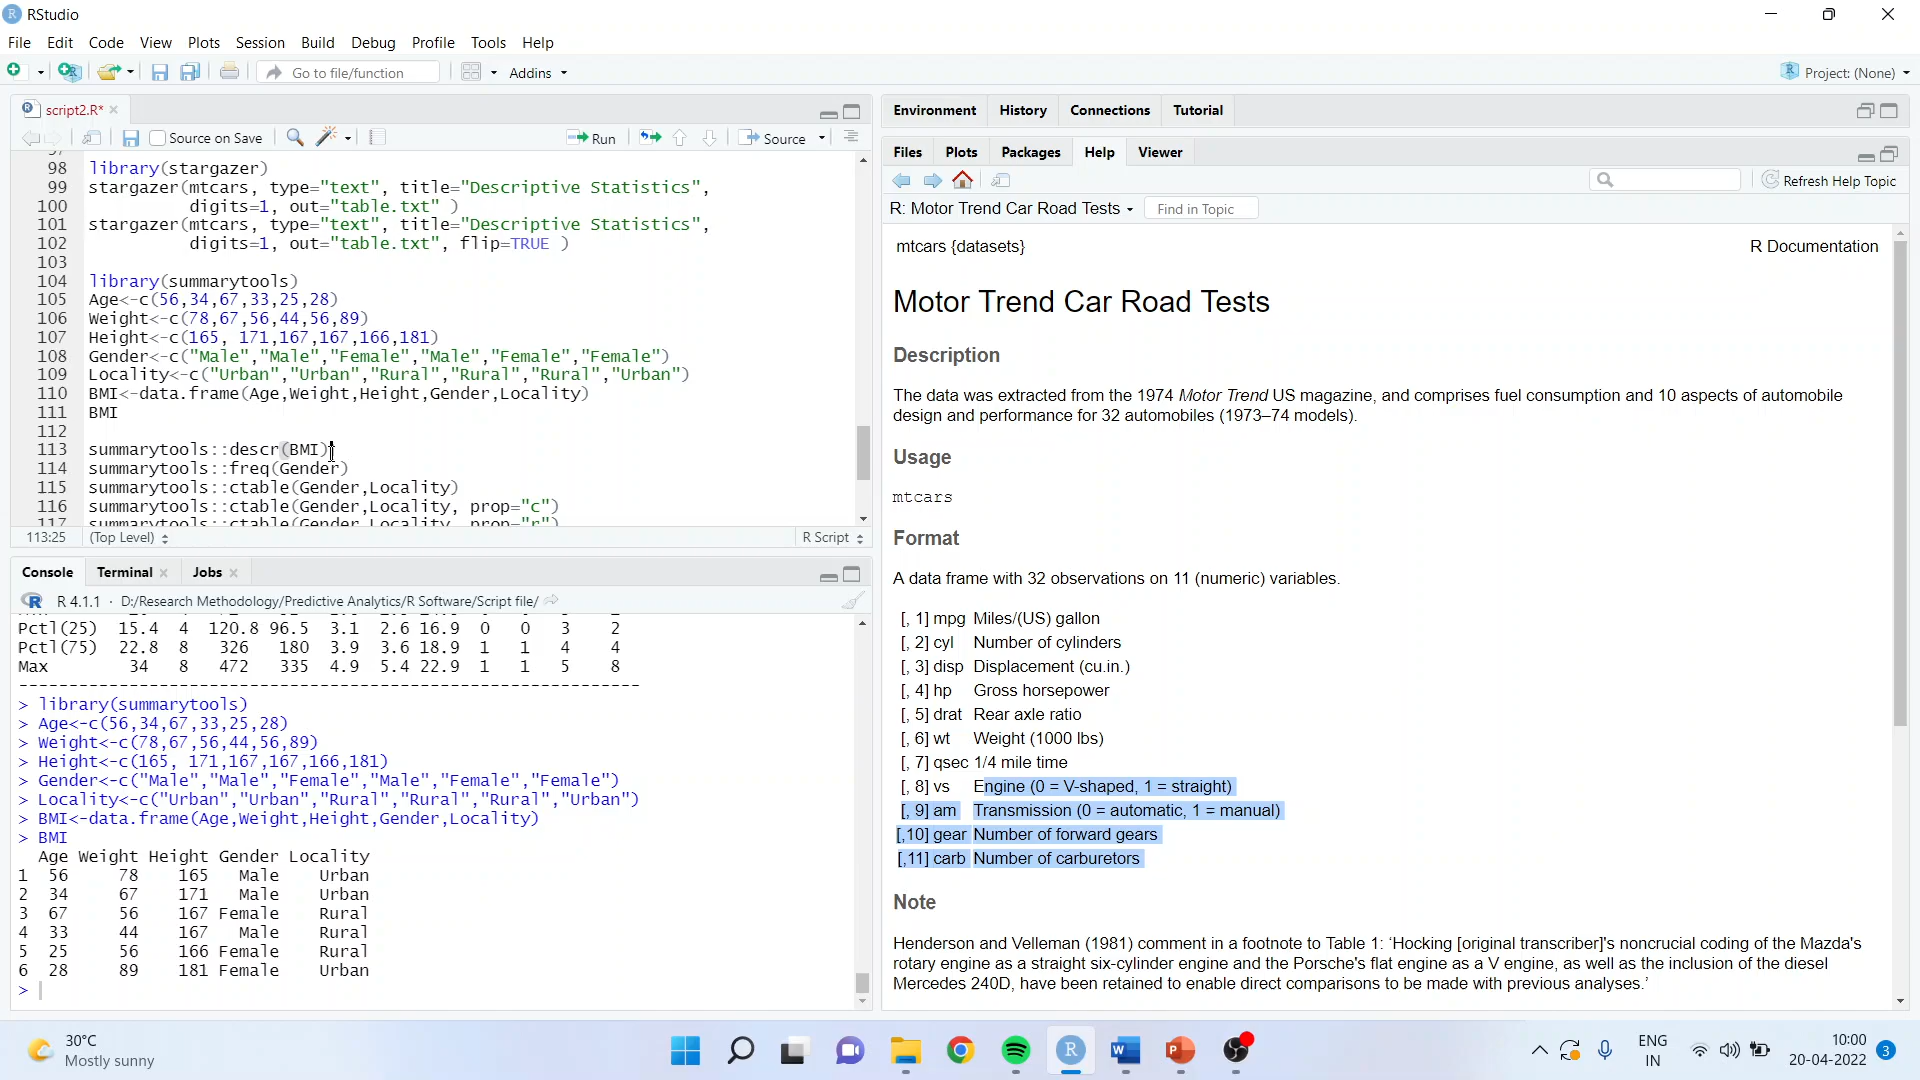 RStudio
File Edit Code View Plots Session Build Debug Profile Tools Help
Go to file/function Addins Project: (None)
script2.R*
Source on Save Run Source
98 library(stargazer)
99 stargazer(mtcars, type="text", title="Descriptive Statistics",
100 digits=1, out="table.txt" )
101 stargazer(mtcars, type="text", title="Descriptive Statistics",
102 digits=1, out="table.txt", flip=TRUE )
103
104 library(summarytools)
105 Age<-c(56,34,67,33,25,28)
106 Weight<-c(78,67,56,44,56,89)
107 Height<-c(165, 171,167,167,166,181)
108 Gender<-c("Male","Male","Female","Male","Female","Female")
109 Locality<-c("Urban","Urban","Rural","Rural","Rural","Urban")
110 BMI<-data.frame(Age,Weight,Height,Gender,Locality)
111 BMI
112
113 summarytools::descr(BMI)
114 summarytools::freq(Gender)
115 summarytools::ctable(Gender,Locality)
116 summarytools::ctable(Gender,Locality, prop="c")
117 summarytools::ctable(Gender,Locality, prop="r")
113:25 (Top Level) R Script
Console Terminal Jobs
R 4.1.1 · D:/Research Methodology/Predictive Analytics/R Software/Script file/
Pctl(25) 15.4 4 120.8 96.5 3.1 2.6 16.9 0 0 3 2
Pctl(75) 22.8 8 326 180 3.9 3.6 18.9 1 1 4 4
Max 34 8 472 335 4.9 5.4 22.9 1 1 5 8
--------------------------------------------------------------
> library(summarytools)
> Age<-c(56,34,67,33,25,28)
> Weight<-c(78,67,56,44,56,89)
> Height<-c(165, 171,167,167,166,181)
> Gender<-c("Male","Male","Female","Male","Female","Female")
> Locality<-c("Urban","Urban","Rural","Rural","Rural","Urban")
> BMI<-data.frame(Age,Weight,Height,Gender,Locality)
> BMI
Age Weight Height Gender Locality
1 56 78 165 Male Urban
2 34 67 171 Male Urban
3 67 56 167 Female Rural
4 33 44 167 Male Rural
5 25 56 166 Female Rural
6 28 89 181 Female Urban
>
Environment History Connections Tutorial
Files Plots Packages Help Viewer
Refresh Help Topic
R: Motor Trend Car Road Tests Find in Topic
mtcars {datasets} R Documentation
Motor Trend Car Road Tests
Description
The data was extracted from the 1974 Motor Trend US magazine, and comprises fuel consumption and 10 aspects of automobile
design and performance for 32 automobiles (1973–74 models).
Usage
mtcars
Format
A data frame with 32 observations on 11 (numeric) variables.
[, 1] mpg Miles/(US) gallon
[, 2] cyl Number of cylinders
[, 3] disp Displacement (cu.in.)
[, 4] hp Gross horsepower
[, 5] drat Rear axle ratio
[, 6] wt Weight (1000 lbs)
[, 7] qsec 1/4 mile time
[, 8] vs Engine (0 = V-shaped, 1 = straight)
[, 9] am Transmission (0 = automatic, 1 = manual)
[,10] gear Number of forward gears
[,11] carb Number of carburetors
Note
Henderson and Velleman (1981) comment in a footnote to Table 1: ‘Hocking [original transcriber]'s noncrucial coding of the Mazda's
rotary engine as a straight six-cylinder engine and the Porsche's flat engine as a V engine, as well as the inclusion of the diesel
Mercedes 240D, have been retained to enable direct comparisons to be made with previous analyses.’
30°C
Mostly sunny
ENG
IN
10:00
20-04-2022
3